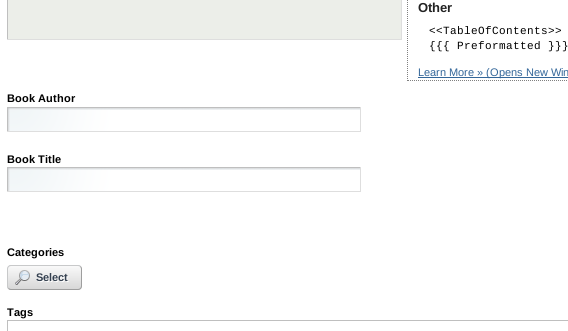 Other
<<TableOfContents>>
{{{ Preformatted }}}
Learn More » (Opens New Win
Book Author
Book Title
Categories
Select
Tags